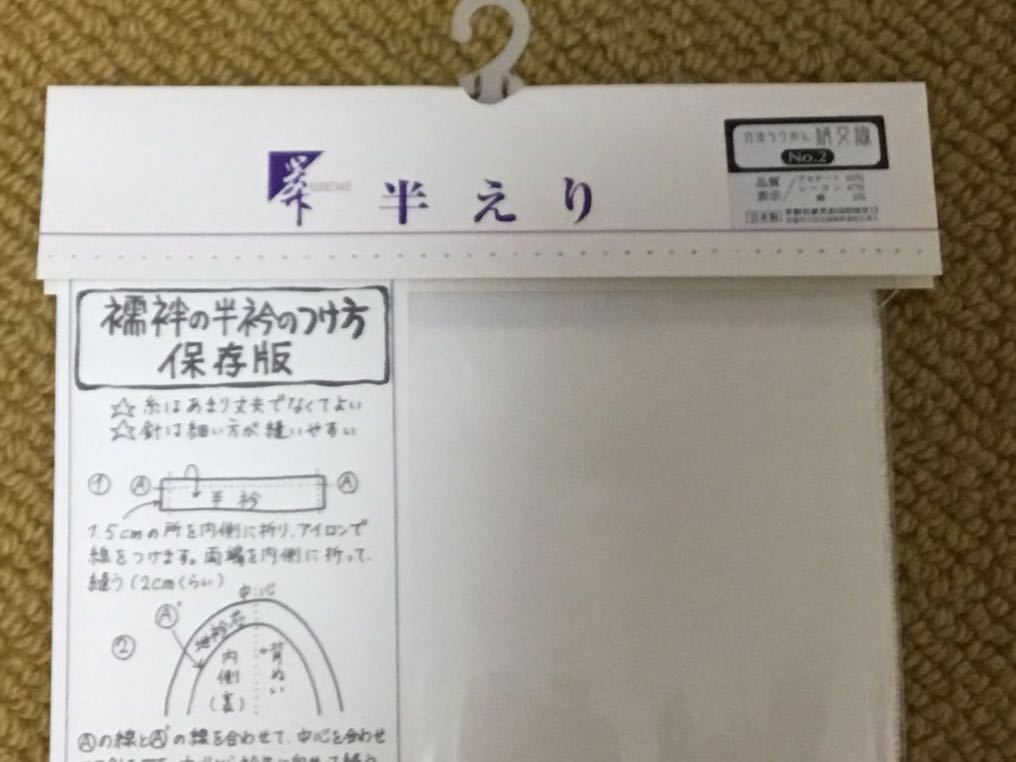 KURETAKE
半えり
No.2
品質
表示
日本製
襦袢の半衿のつけ方
保存版
☆糸はあまり丈夫でなくてよい
☆針は細い方が縫いやすい
① Ⓐ Ⓐ
半衿
1.5cmの所を内側に折り、アイロンで
線をつけます。両端を内側に折って、
縫う(2cmくらい)
中心
Ⓐ'
②
地衿芯
内側(裏)
背ぬい
Ⓐの線とⒶ'の線を合わせて、中心を合わせ